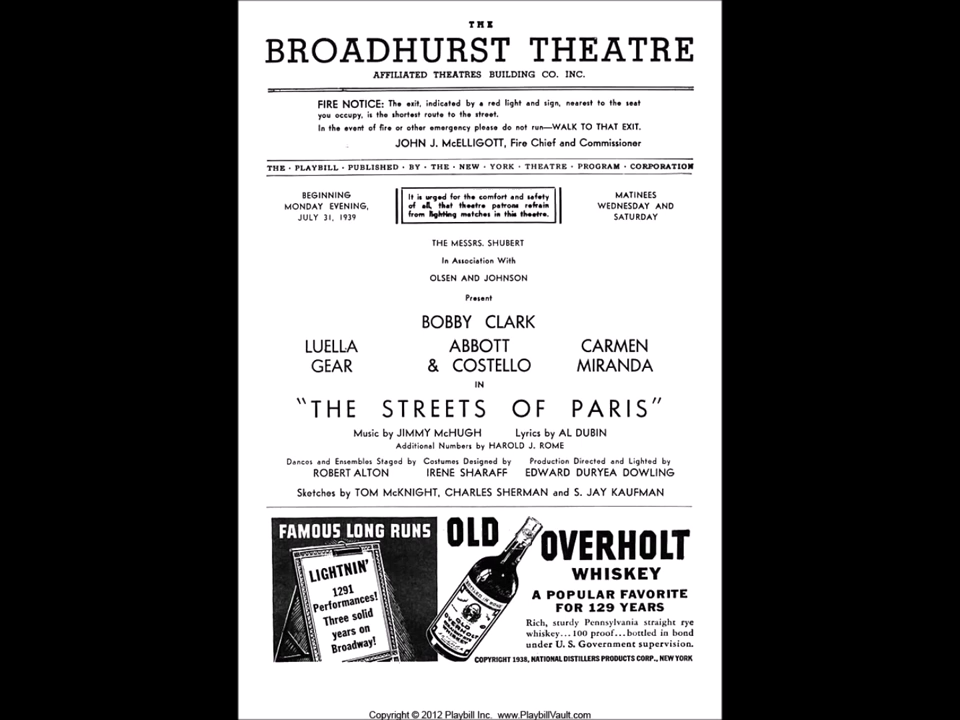 THE
BROADHURST THEATRE
AFFILIATED THEATRES BUILDING CO. INC.
FIRE NOTICE: The exit, indicated by a red light and sign, nearest to the seat
you occupy, is the shortest route to the street.
In the event of fire or other emergency please do not run—WALK TO THAT EXIT.
JOHN J. McELLIGOTT, Fire Chief and Commissioner
THE · PLAYBILL · PUBLISHED · BY · THE · NEW · YORK · THEATRE · PROGRAM · CORPORATION
BEGINNING
MONDAY EVENING,
JULY 31, 1939
It is urged for the comfort and safety
of all, that theatre patrons refrain
from lighting matches in this theatre.
MATINEES
WEDNESDAY AND
SATURDAY
THE MESSRS. SHUBERT
In Association With
OLSEN AND JOHNSON
Present
BOBBY CLARK
LUELLA ABBOTT CARMEN
GEAR & COSTELLO MIRANDA
IN
"THE STREETS OF PARIS"
Music by JIMMY McHUGH Lyrics by AL DUBIN
Additional Numbers by HAROLD J. ROME
Dances and Ensembles Staged by Costumes Designed by Production Directed and Lighted by
ROBERT ALTON IRENE SHARAFF EDWARD DURYEA DOWLING
Sketches by TOM McKNIGHT, CHARLES SHERMAN and S. JAY KAUFMAN
FAMOUS LONG RUNS
LIGHTNIN'
1291
Performances!
Three solid
years on
Broadway!
OLD
OVERHOLT
WHISKEY
A POPULAR FAVORITE
FOR 129 YEARS
Rich, sturdy Pennsylvania straight rye
whiskey...100 proof...bottled in bond
under U. S. Government supervision.
BOTTLED IN BOND
OLD
OVERHOLT
WHISKEY
COPYRIGHT 1938, NATIONAL DISTILLERS PRODUCTS CORP., NEW YORK
Copyright © 2012 Playbill Inc. www.PlaybillVault.com